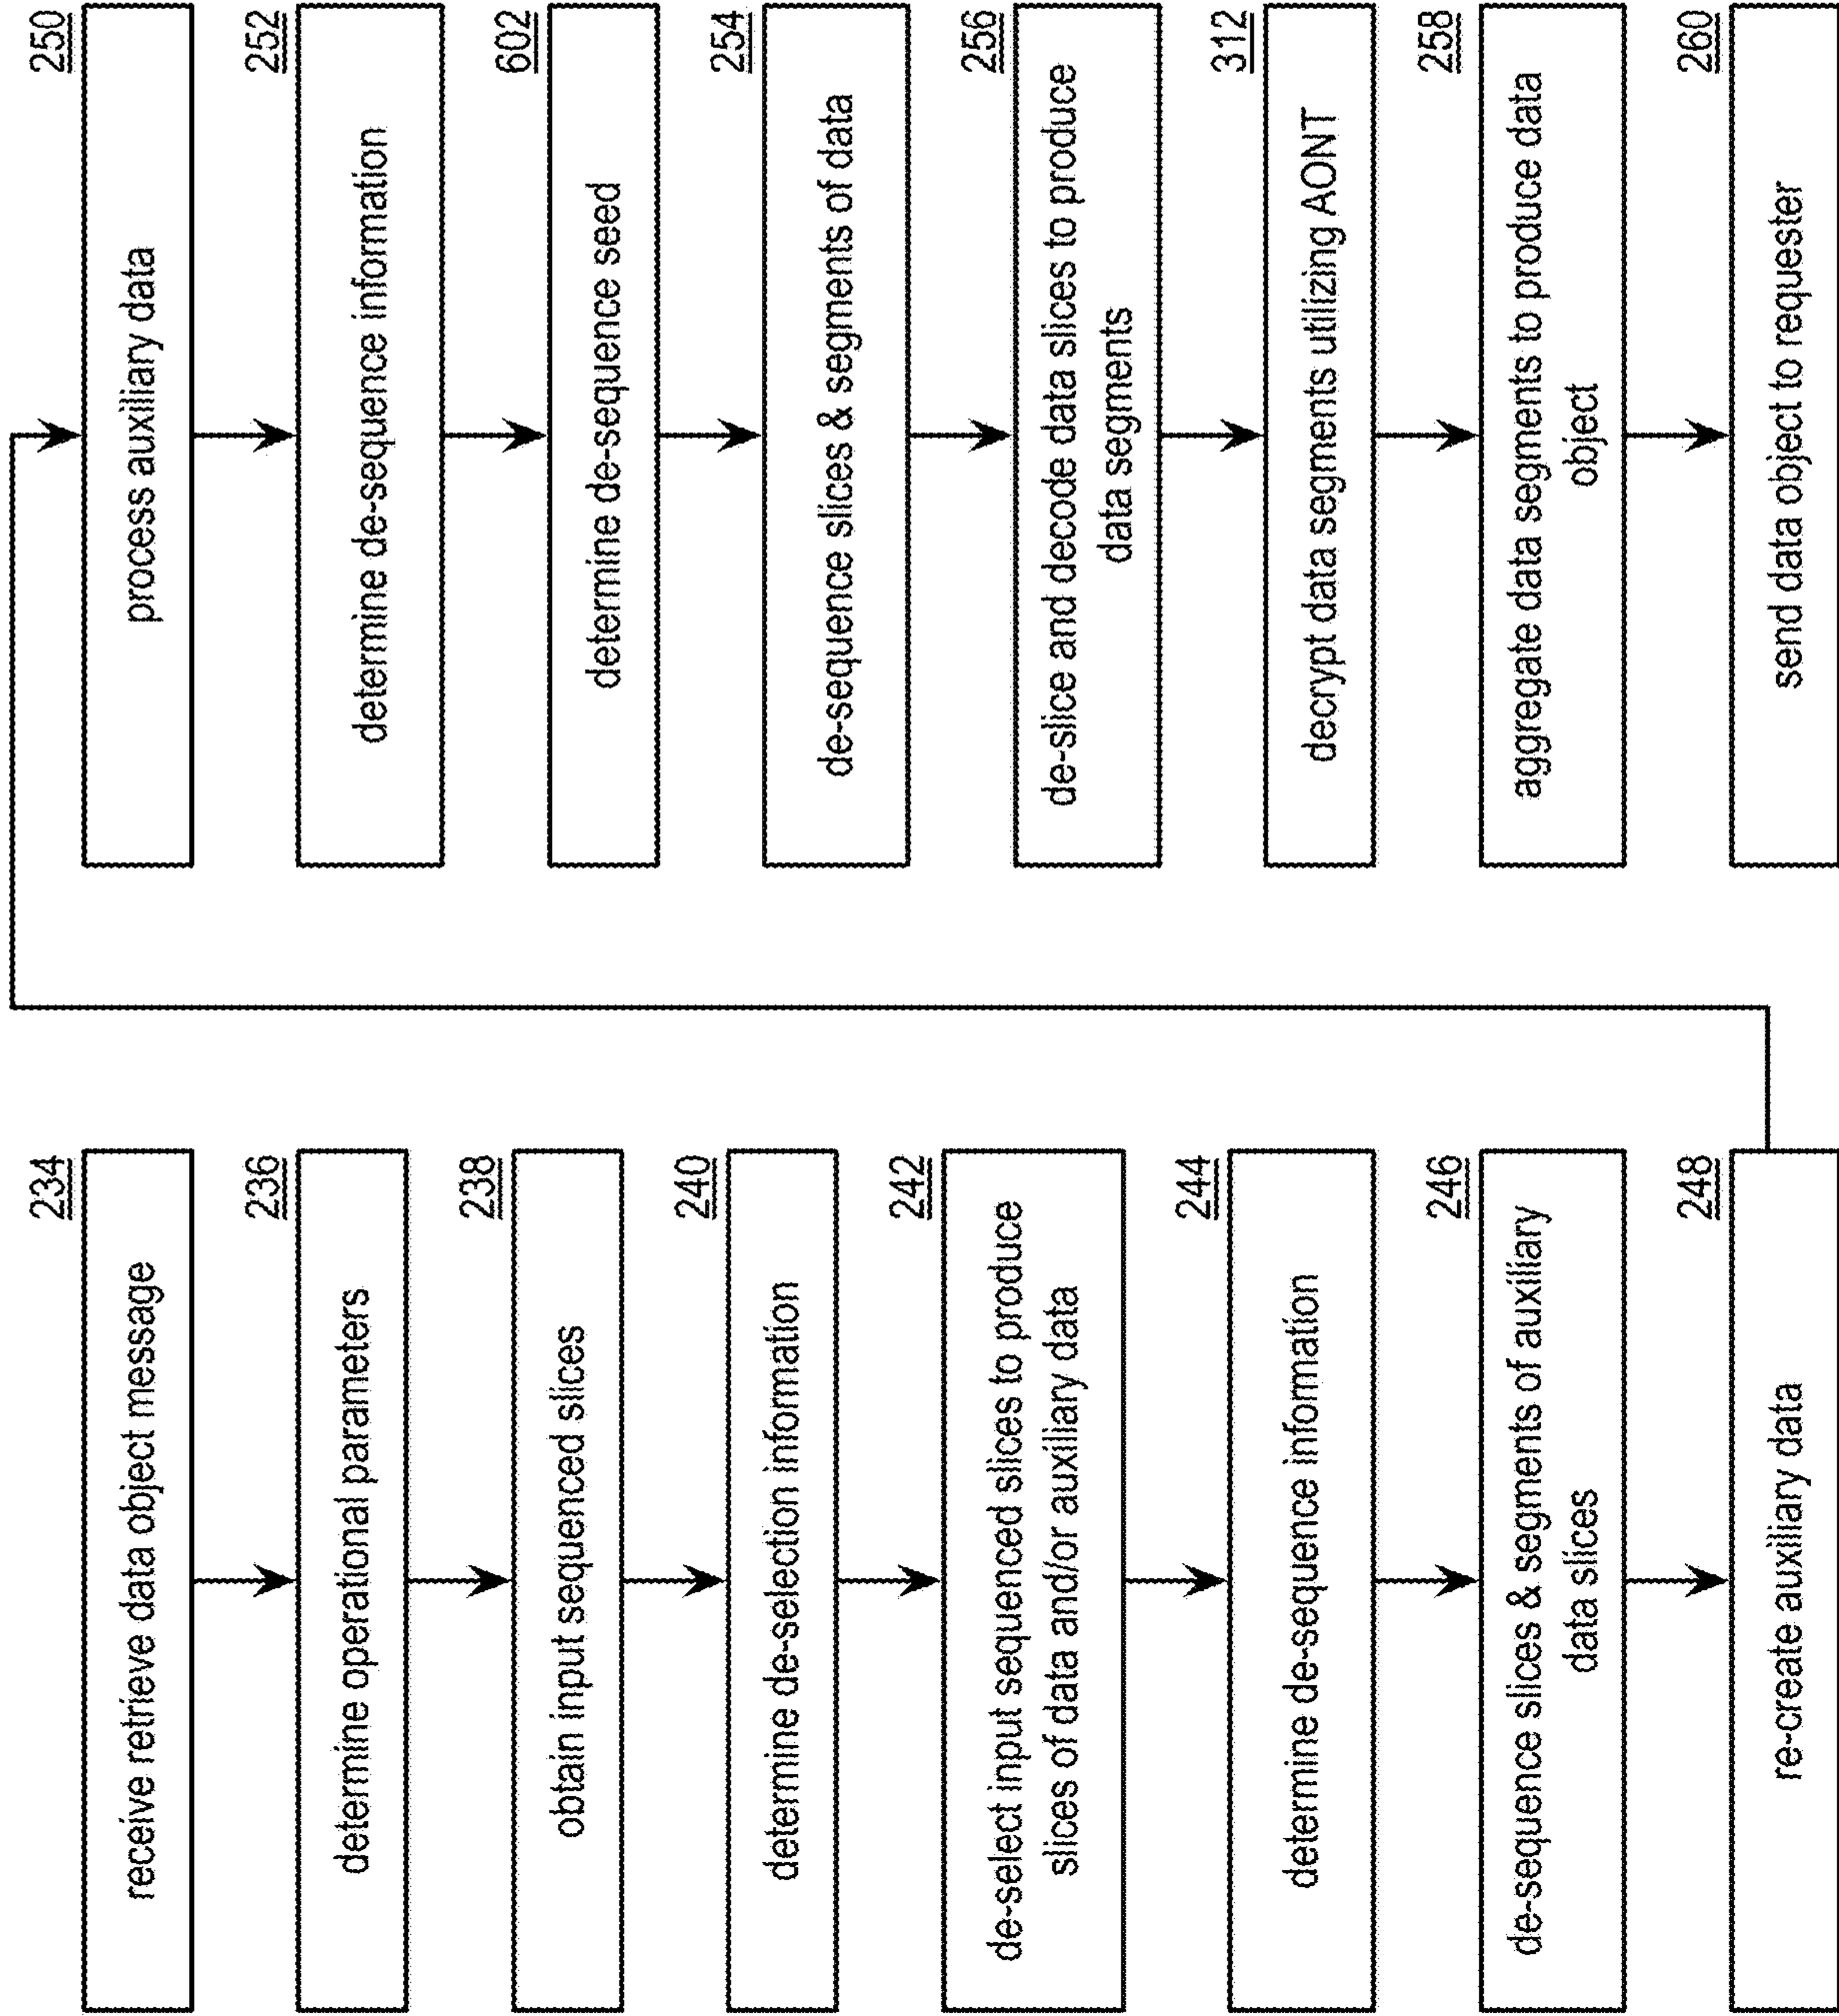 234
receive retrieve data object message
236
determine operational parameters
238
obtain input sequenced slices
240
determine de-selection information
242
de-select input sequenced slices to produce
slices of data and/or auxiliary data
244
determine de-sequence information
246
de-sequence slices & segments of auxiliary
data slices
248
re-create auxiliary data
250
process auxiliary data
252
determine de-sequence information
602
determine de-sequence seed
254
de-sequence slices & segments of data
256
de-slice and decode data slices to produce
data segments
312
decrypt data segments utilizing AONT
258
aggregate data segments to produce data
object
260
send data object to requester